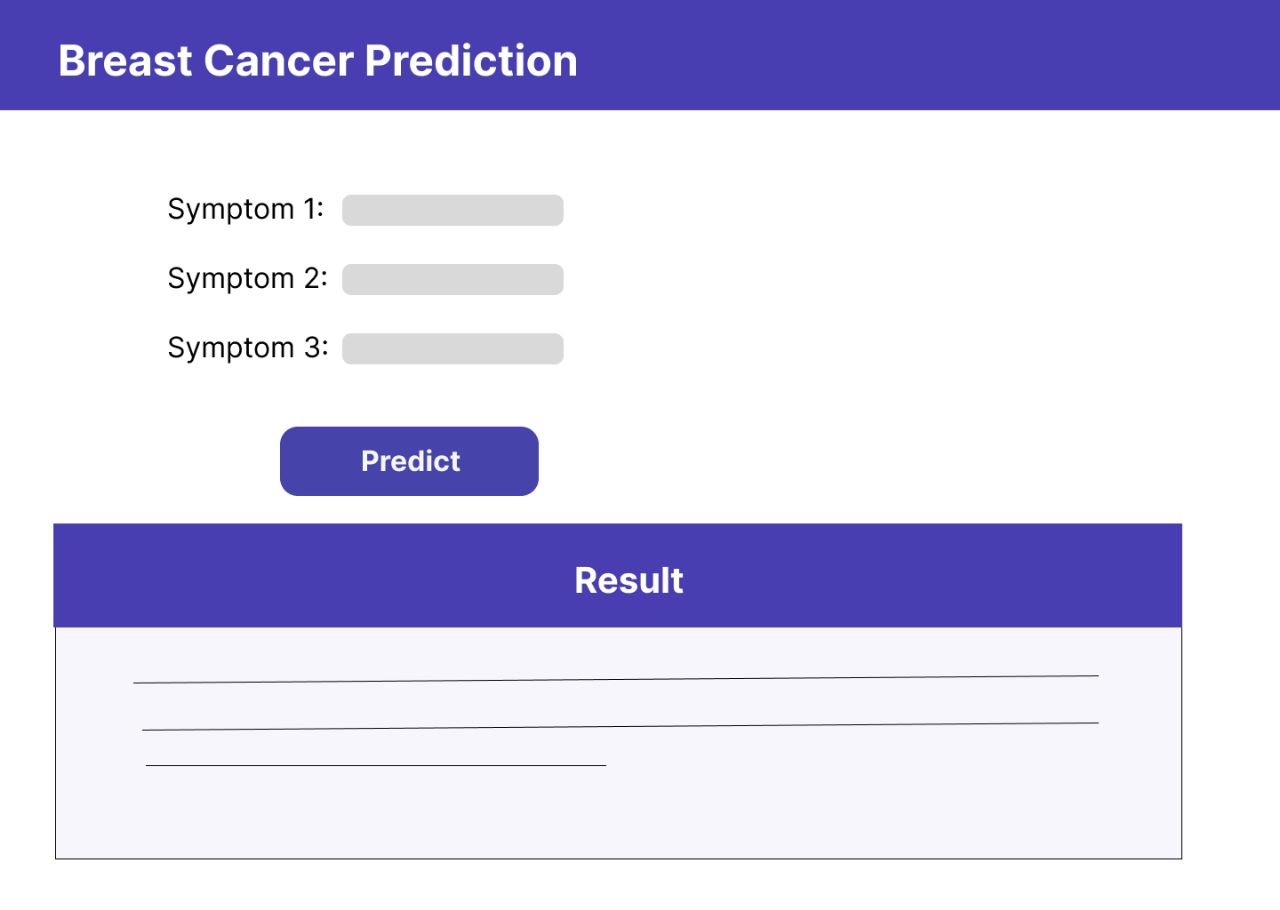 Breast Cancer Prediction
Symptom 1:
Symptom 2:
Symptom 3:
Predict
Result